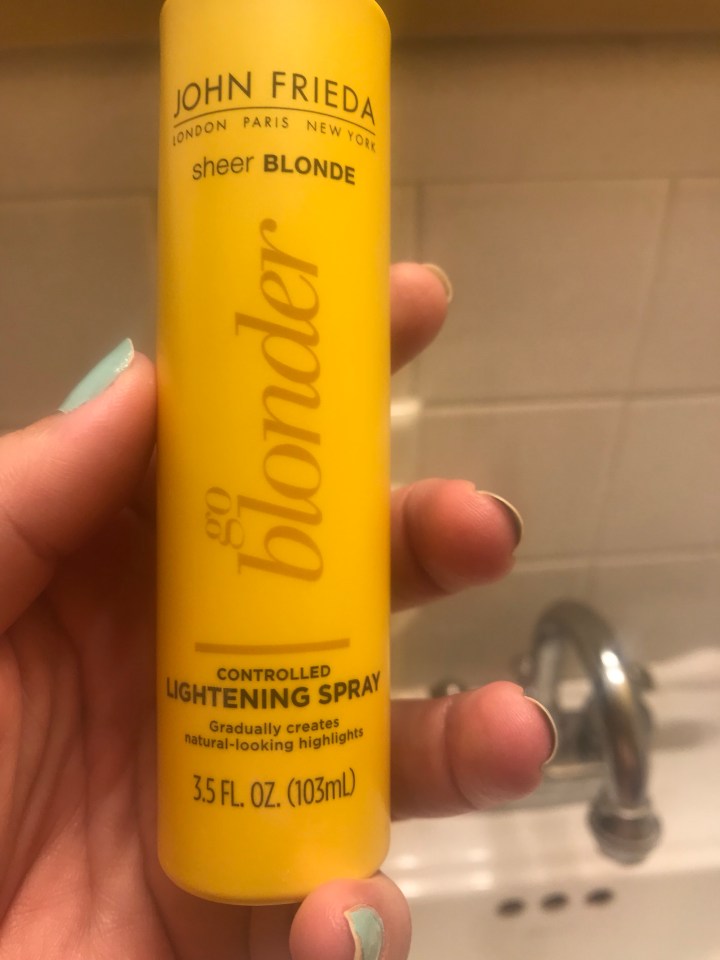 JOHN FRIEDA
LONDON PARIS NEW YORK
sheer BLONDE
go
blonder
CONTROLLED
LIGHTENING SPRAY
Gradually creates
natural-looking highlights
3.5 FL. OZ. (103mL)